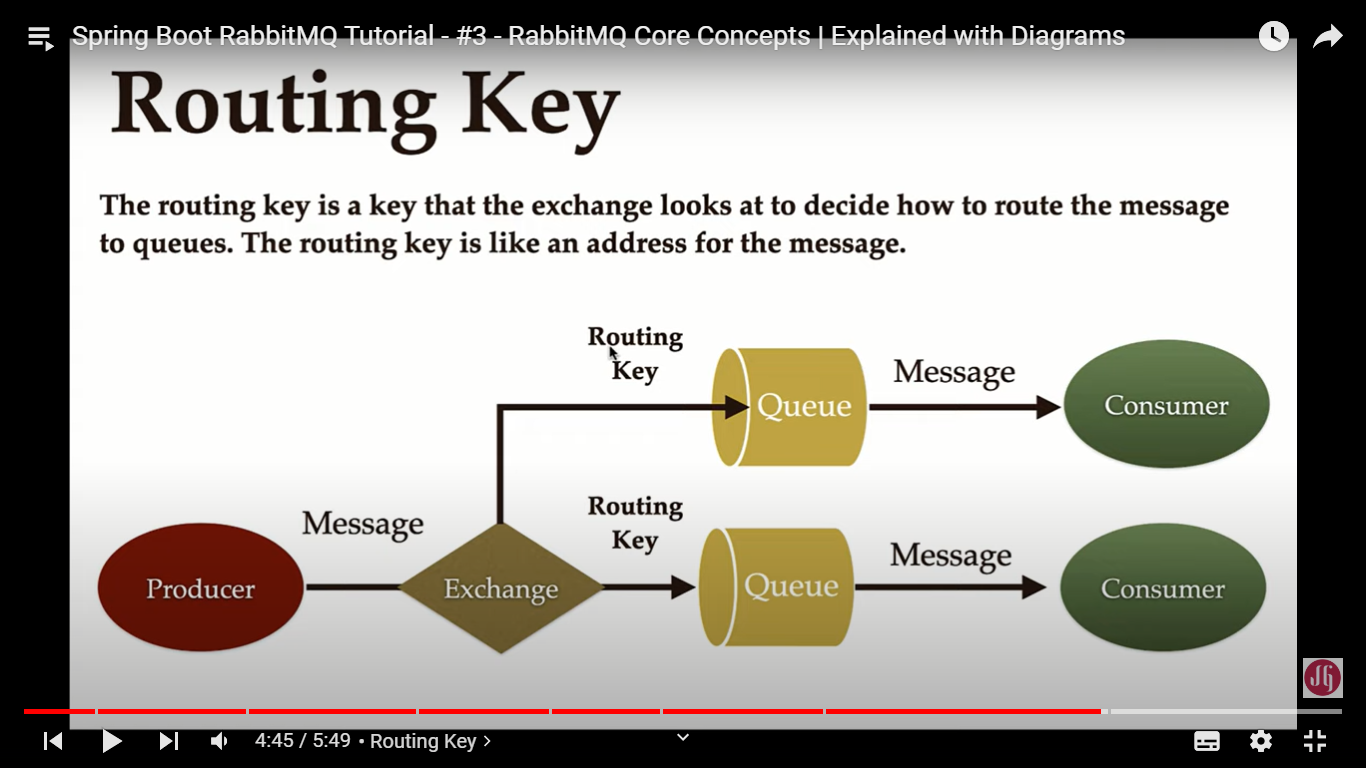 Spring Boot RabbitMQ Tutorial - #3 - RabbitMQ Core Concepts | Explained with Diagrams
Routing Key
The routing key is a key that the exchange looks at to decide how to route the message
to queues. The routing key is like an address for the message.
Routing
Key
Queue
Message
Consumer
Message
Routing
Key
Producer
Exchange
Queue
Message
Consumer
JG
4:45 / 5:49 • Routing Key >